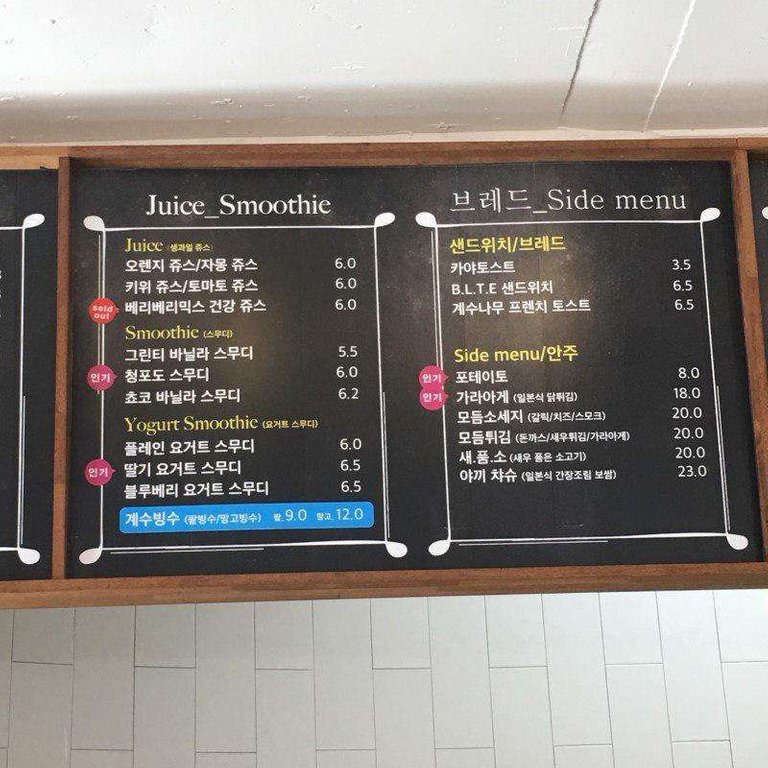 Juice_Smoothie
Juice (생과일 쥬스)
오렌지 쥬스/자몽 쥬스 6.0
키위 쥬스/토마토 쥬스 6.0
sold out 베리베리믹스 건강 쥬스 6.0
Smoothie (스무디)
그린티 바닐라 스무디 5.5
인기 청포도 스무디 6.0
쵸코 바닐라 스무디 6.2
Yogurt Smoothie (요거트 스무디)
플레인 요거트 스무디 6.0
인기 딸기 요거트 스무디 6.5
블루베리 요거트 스무디 6.5
계수빙수 (팥빙수/망고빙수) 팥_9.0 망고_12.0
브레드_Side menu
샌드위치/브레드
카야토스트 3.5
B.L.T.E 샌드위치 6.5
계수나무 프렌치 토스트 6.5
Side menu/안주
인기 포테이토 8.0
인기 가라아게 (일본식 닭튀김) 18.0
모듬소세지 (갈릭/치즈/스모크) 20.0
모듬튀김 (돈까스/새우튀김/가라아게) 20.0
새.품.소 (새우 품은 소고기) 20.0
야끼 챠슈 (일본식 간장조림 보쌈) 23.0